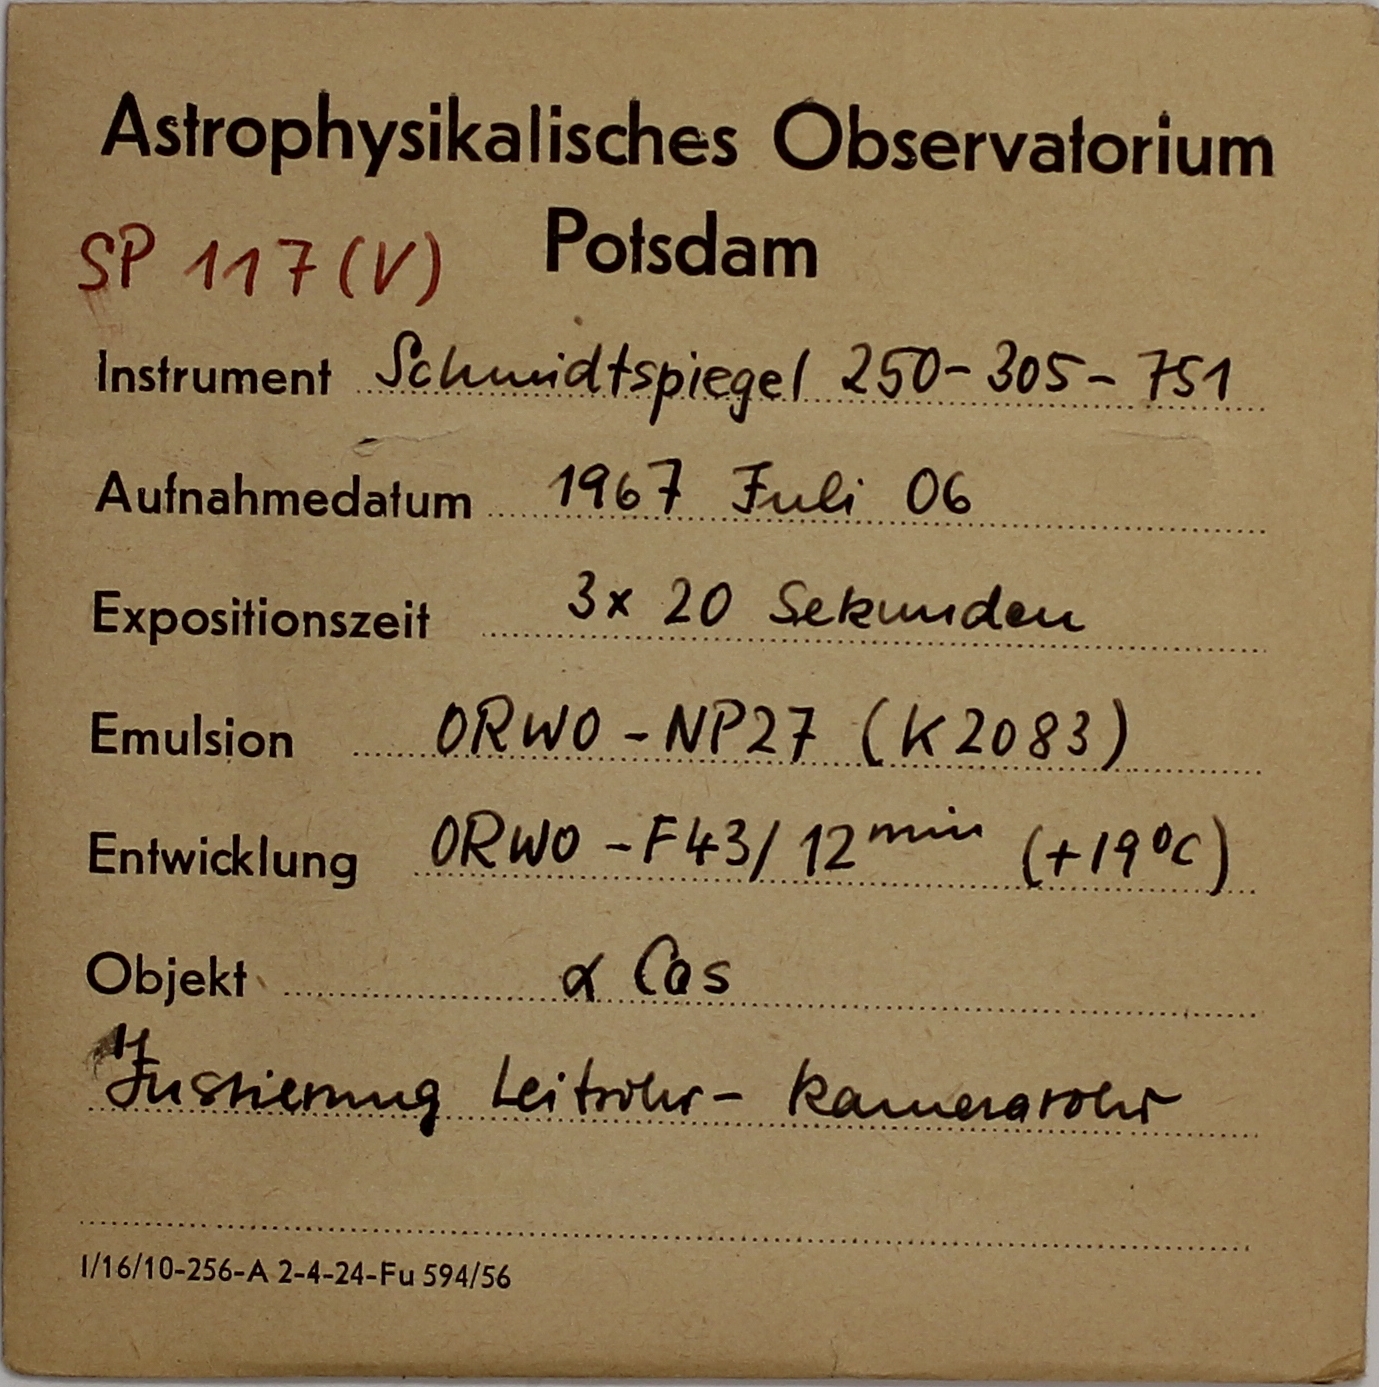 Astrophysikalisches Observatorium
Potsdam
SP 117 (V)
Instrument Schmidtspiegel 250-305-751
Aufnahmedatum 1967 Juli 06
Expositionszeit 3x 20 Sekunden
Emulsion ORWO-NP27 (K2083)
Entwicklung ORWO-F43/12 min (+19°C)
Objekt α Cas
Justierung Leitrohr-Kamerarohr
I/16/10-256-A 2-4-24-Fu 594/56